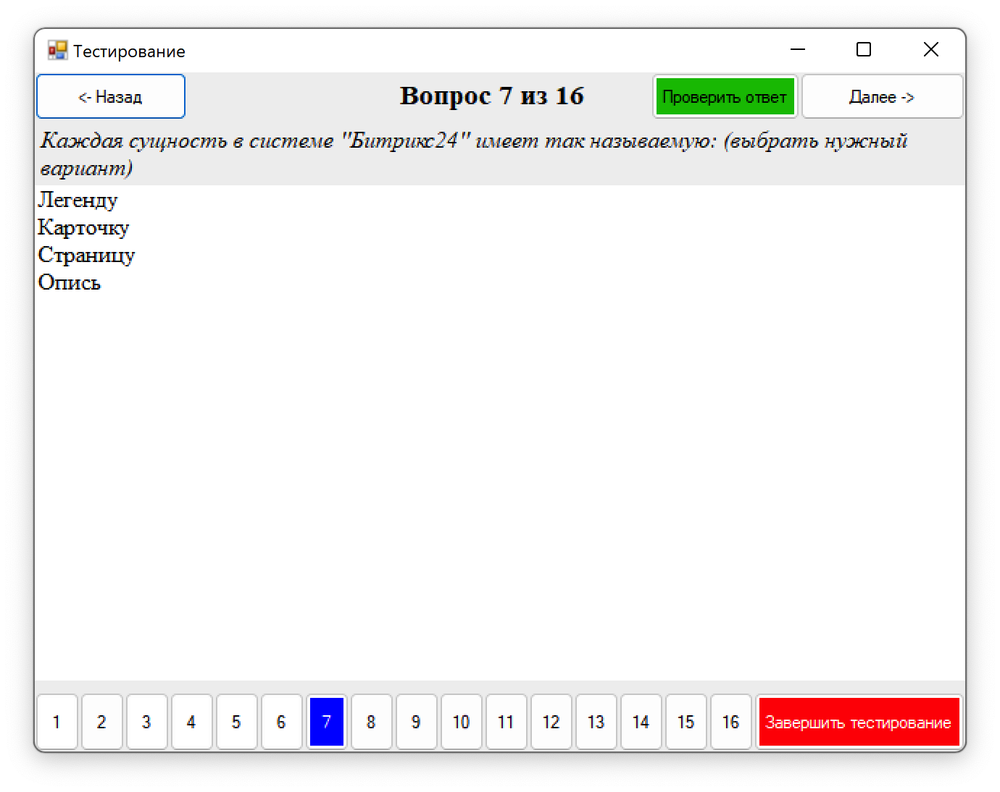 Тестирование
<- Назад
Вопрос 7 из 16
Проверить ответ
Далее ->
Каждая сущность в системе "Битрикс24" имеет так называемую: (выбрать нужный
вариант)
Легенду
Карточку
Страницу
Опись
1 2 3 4 5 6 7 8 9 10 11 12 13 14 15 16 Завершить тестирование